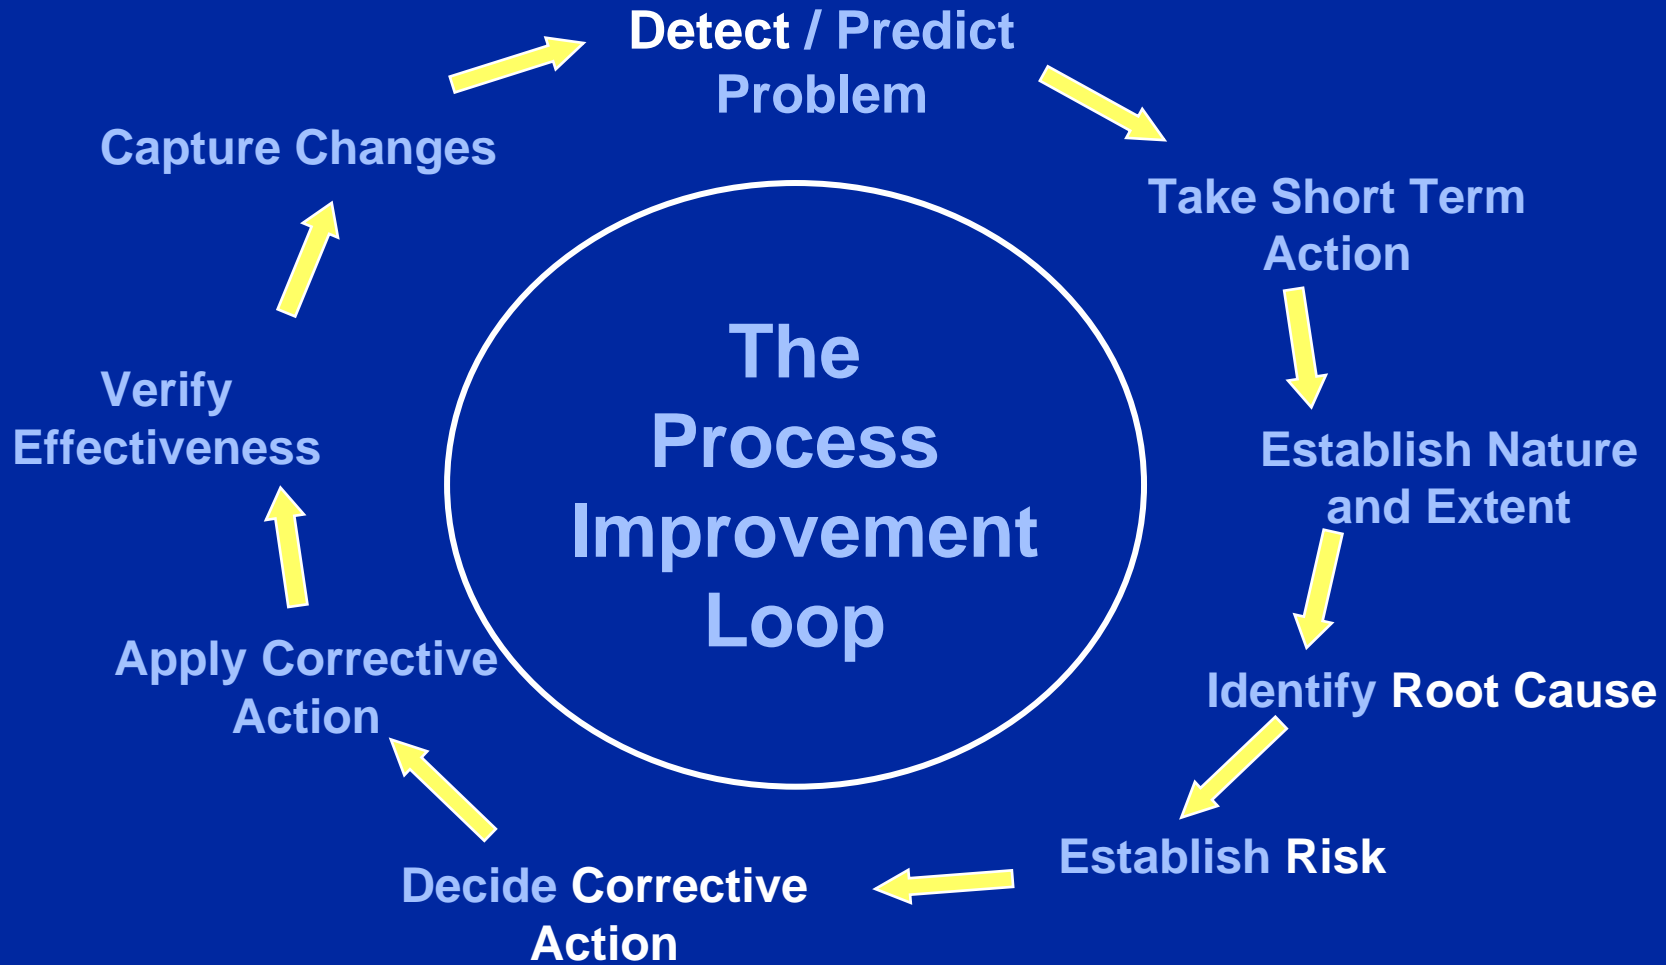 Detect / Predict
Problem
Take Short Term
Action
Establish Nature
and Extent
Identify Root Cause
Establish Risk
Decide Corrective
Action
Apply Corrective
Action
Verify
Effectiveness
Capture Changes
The
Process
Improvement
Loop